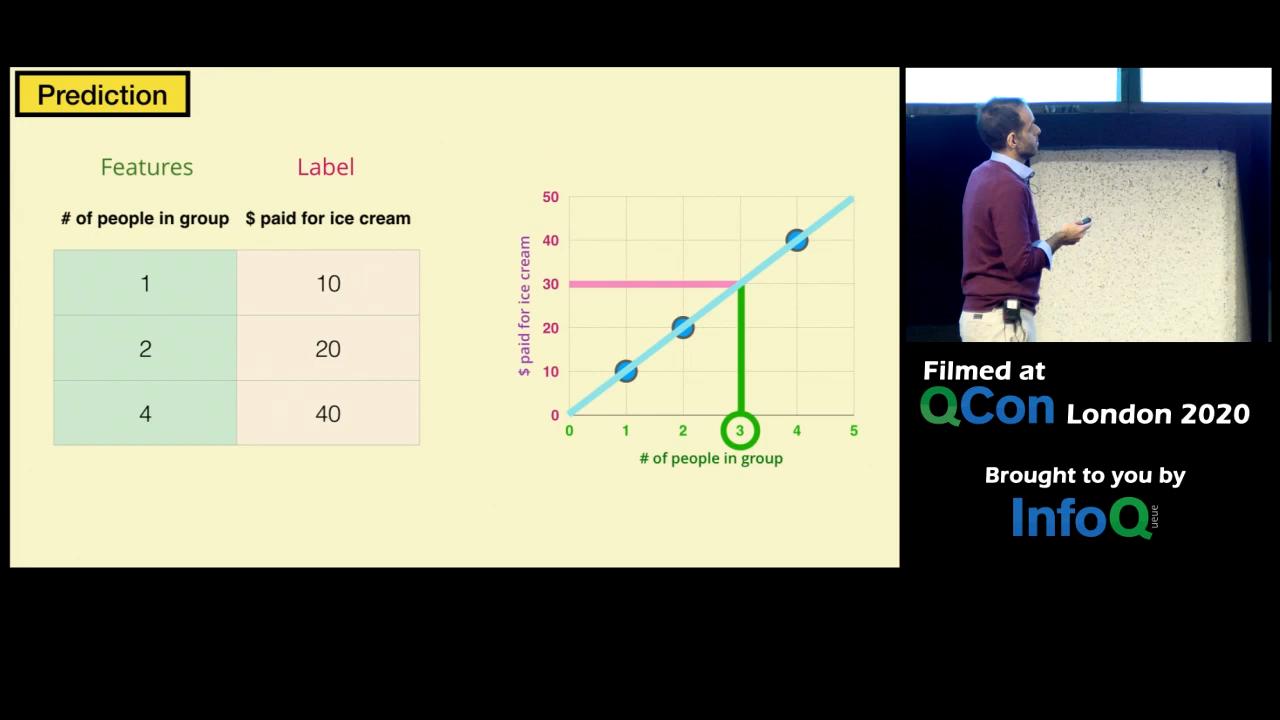 Prediction
Features Label
# of people in group $ paid for ice cream
1 10
2 20
4 40
50
40
30
20
10
0
$ paid for ice cream
0 1 2 3 4 5
# of people in group
Filmed at
QCon London 2020
Brought to you by
InfoQ
ueue